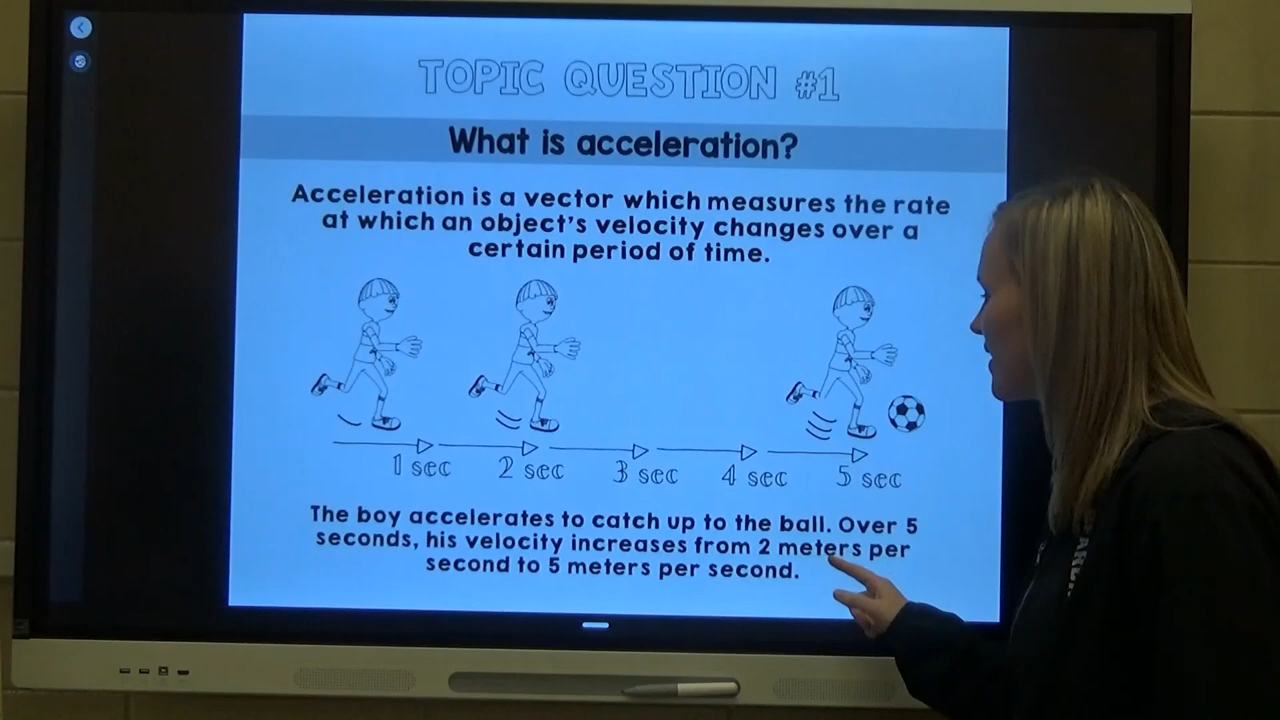 TOPIC QUESTION #1
What is acceleration?
Acceleration is a vector which measures the rate
at which an object's velocity changes over a
certain period of time.
1 sec 2 sec 3 sec 4 sec 5 sec
The boy accelerates to catch up to the ball. Over 5
seconds, his velocity increases from 2 meters per
second to 5 meters per second.